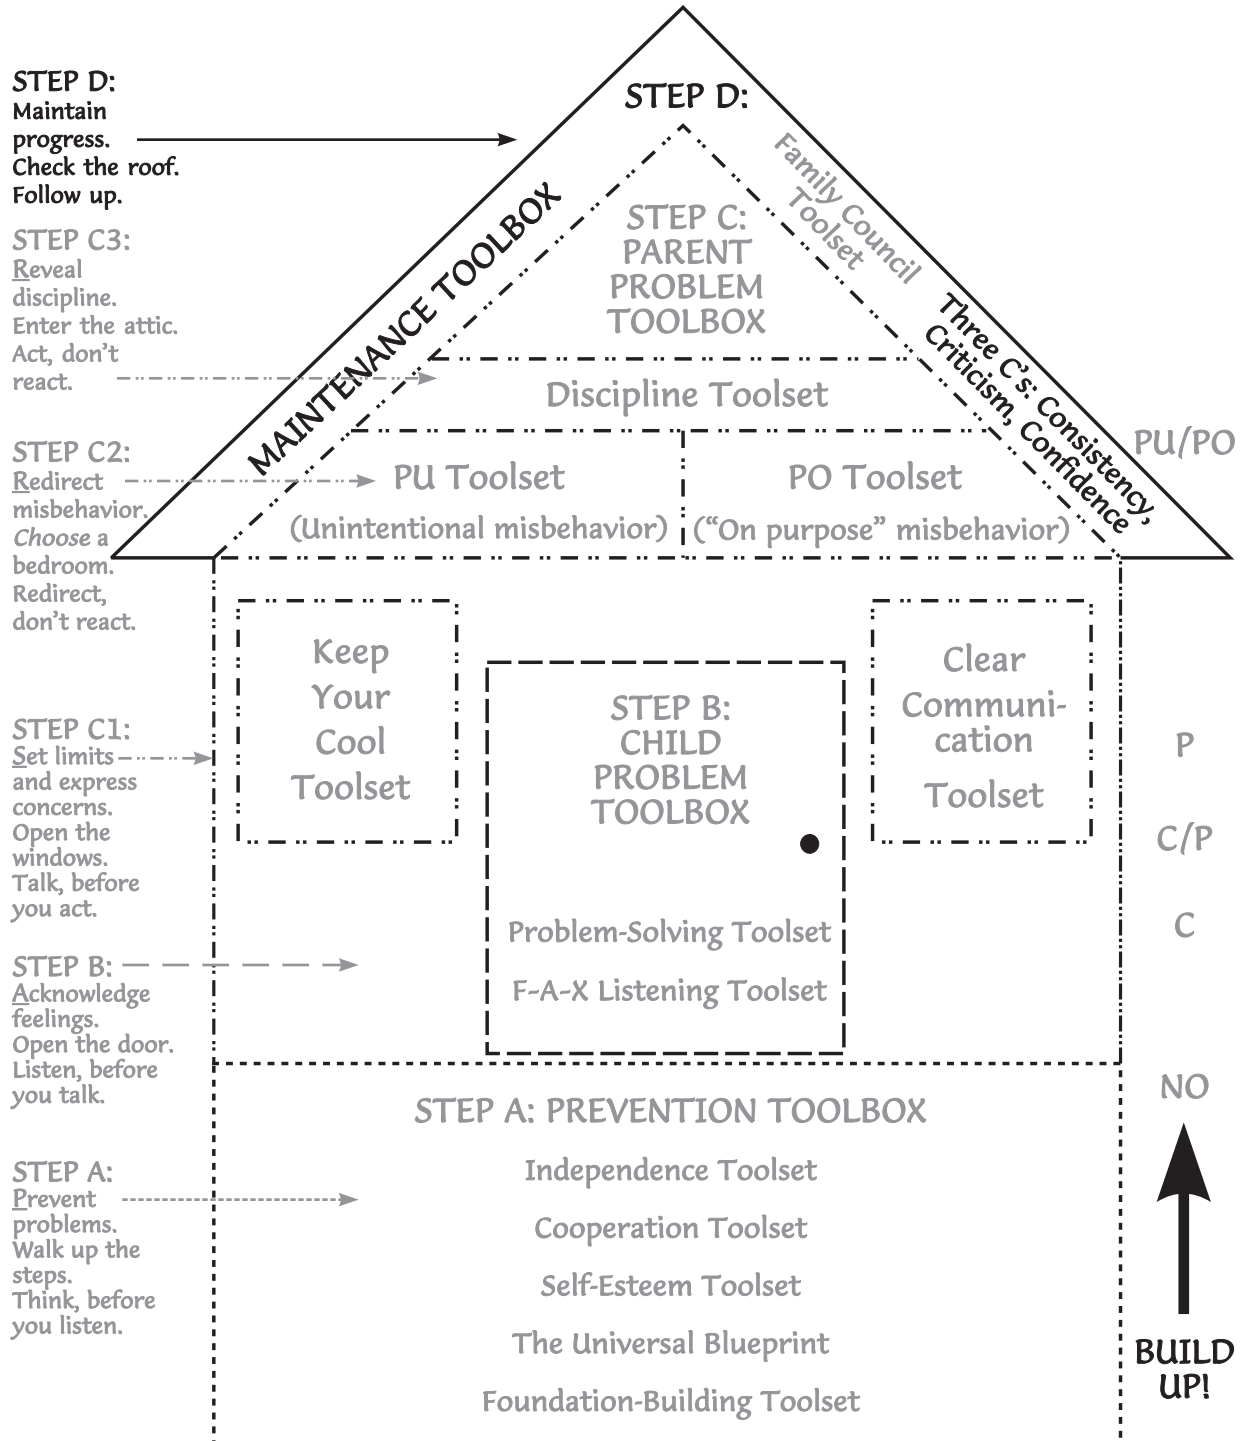 STEP D:
Maintain
progress.
Check the roof.
Follow up.
STEP C3:
Reveal
discipline.
Enter the attic.
Act, don’t
react.
STEP C2:
Redirect
misbehavior.
Choose a
bedroom.
Redirect,
don’t react.
STEP C1:
Set limits
and express
concerns.
Open the
windows.
Talk, before
you act.
STEP B:
Acknowledge
feelings.
Open the door.
Listen, before
you talk.
STEP A:
Prevent
problems.
Walk up the
steps.
Think, before
you listen.
STEP D:
MAINTENANCE TOOLBOX
Family Council
Toolset
Three C’s: Consistency,
Criticism, Confidence
STEP C:
PARENT
PROBLEM
TOOLBOX
Discipline Toolset
PU Toolset
(Unintentional misbehavior)
PO Toolset
(“On purpose” misbehavior)
Keep
Your
Cool
Toolset
STEP B:
CHILD
PROBLEM
TOOLBOX
Problem-Solving Toolset
F-A-X Listening Toolset
Clear
Communi-
cation
Toolset
STEP A: PREVENTION TOOLBOX
Independence Toolset
Cooperation Toolset
Self-Esteem Toolset
The Universal Blueprint
Foundation-Building Toolset
PU/PO
P
C/P
C
NO
BUILD
UP!